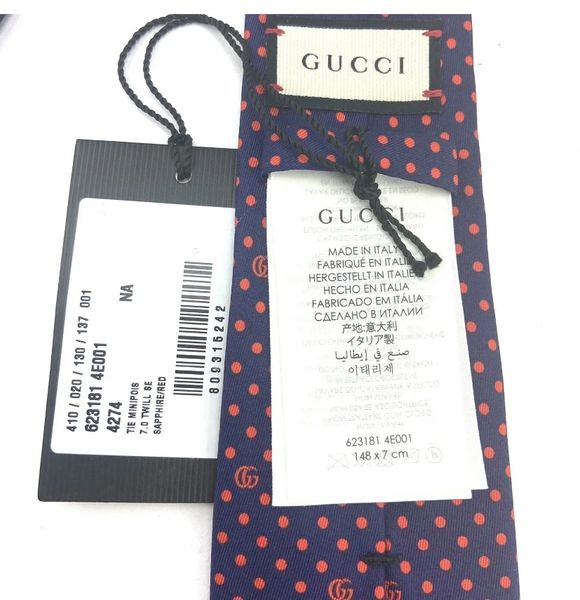 GUCCI
GUCCI
MADE IN ITALY
FABRIQUÉ EN ITALIE
HERGESTELLT IN ITALIEN
HECHO EN ITALIA
FABRICADO EM ITÁLIA
СДЕЛАНО В ИТАЛИИ
产地:意大利
イタリア製
صنع في إيطاليا
이태리제
623181 4E001
148 x 7 cm
410 / 020 / 130 / 137 001
623181 4E001
4274
NA
TIE MINIPOIS
7.0 TWILL SE
SAPPHIRE/RED
809315242